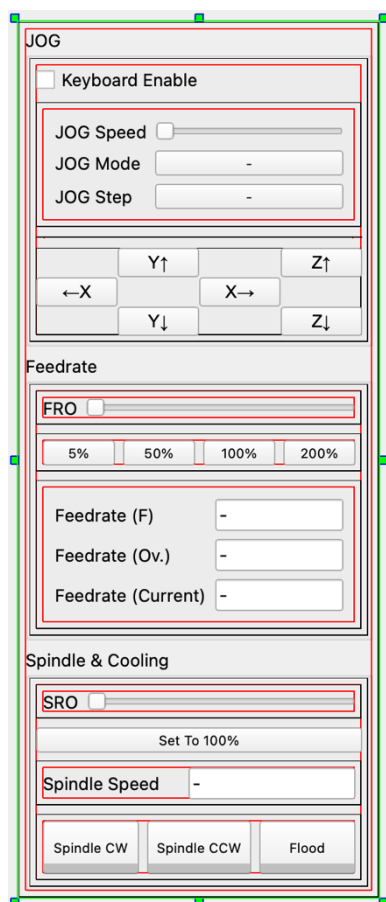 JOG
Keyboard Enable
JOG Speed
JOG Mode -
JOG Step -
Y↑ Z↑
←X X→
Y↓ Z↓
Feedrate
FRO
5% 50% 100% 200%
Feedrate (F) -
Feedrate (Ov.) -
Feedrate (Current) -
Spindle & Cooling
SRO
Set To 100%
Spindle Speed -
Spindle CW Spindle CCW Flood